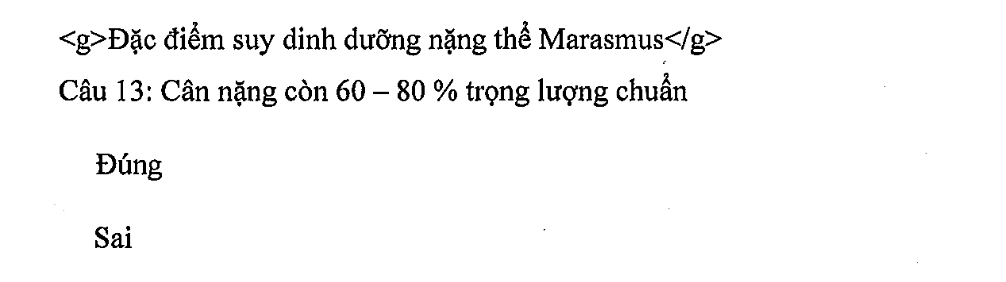 <g>Đặc điểm suy dinh dưỡng nặng thể Marasmus</g>
Câu 13: Cân nặng còn 60 – 80 % trọng lượng chuẩn
Đúng
Sai